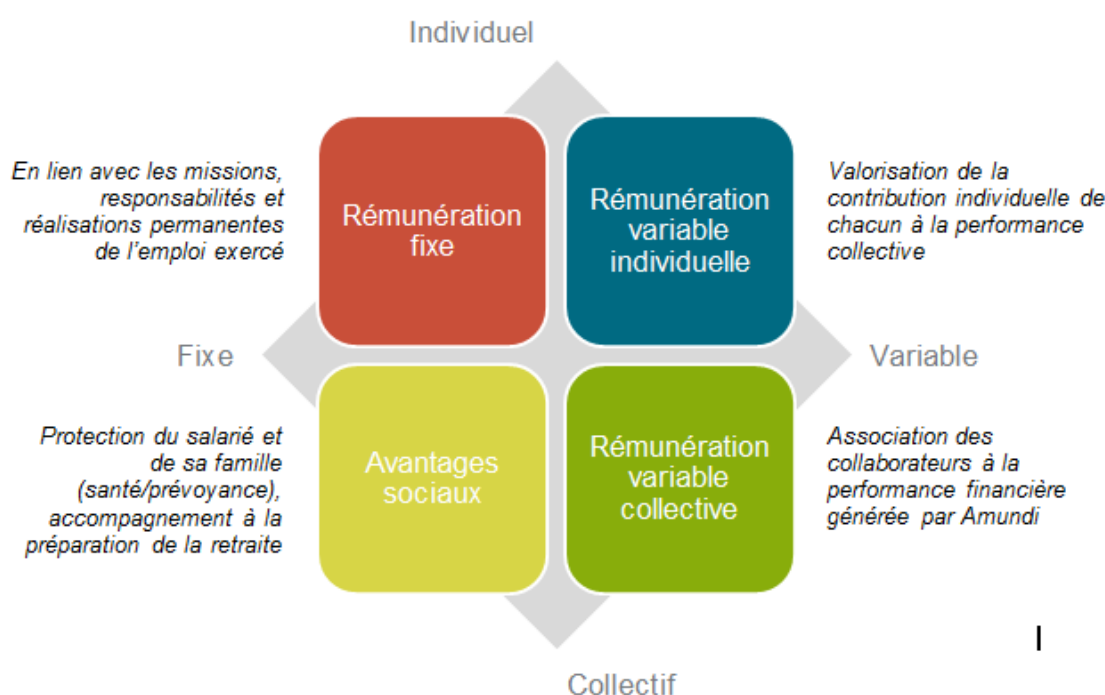 Individuel
En lien avec les missions,
responsabilités et
réalisations permanentes
de l'emploi exercé
Rémunération
fixe
Rémunération
variable
individuelle
Valorisation de la
contribution individuelle de
chacun à la performance
collective
Fixe
Variable
Protection du salarié et
de sa famille
(santé/prévoyance),
accompagnement à la
préparation de la retraite
Avantages
sociaux
Rémunération
variable
collective
Association des
collaborateurs à la
performance financière
générée par Amundi
Collectif